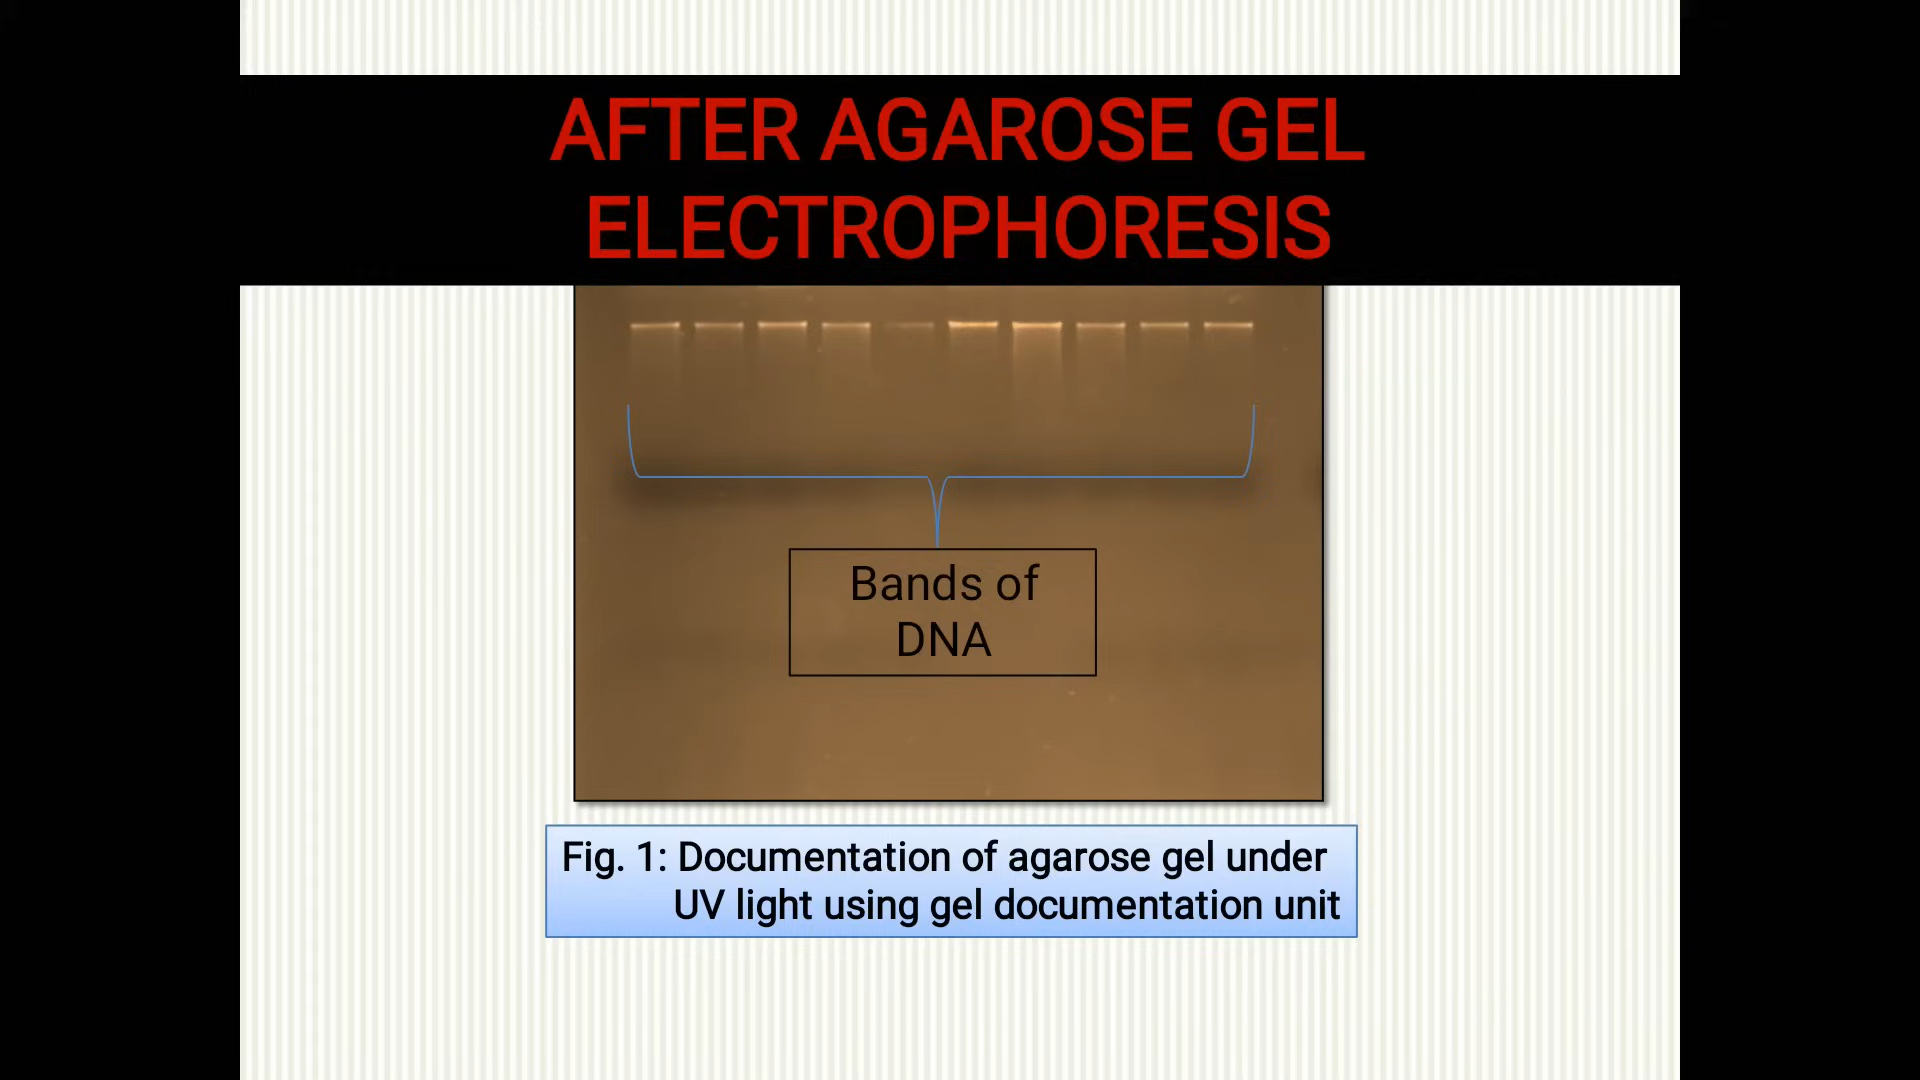 AFTER AGAROSE GEL
ELECTROPHORESIS
Bands of
DNA
Fig. 1: Documentation of agarose gel under
UV light using gel documentation unit